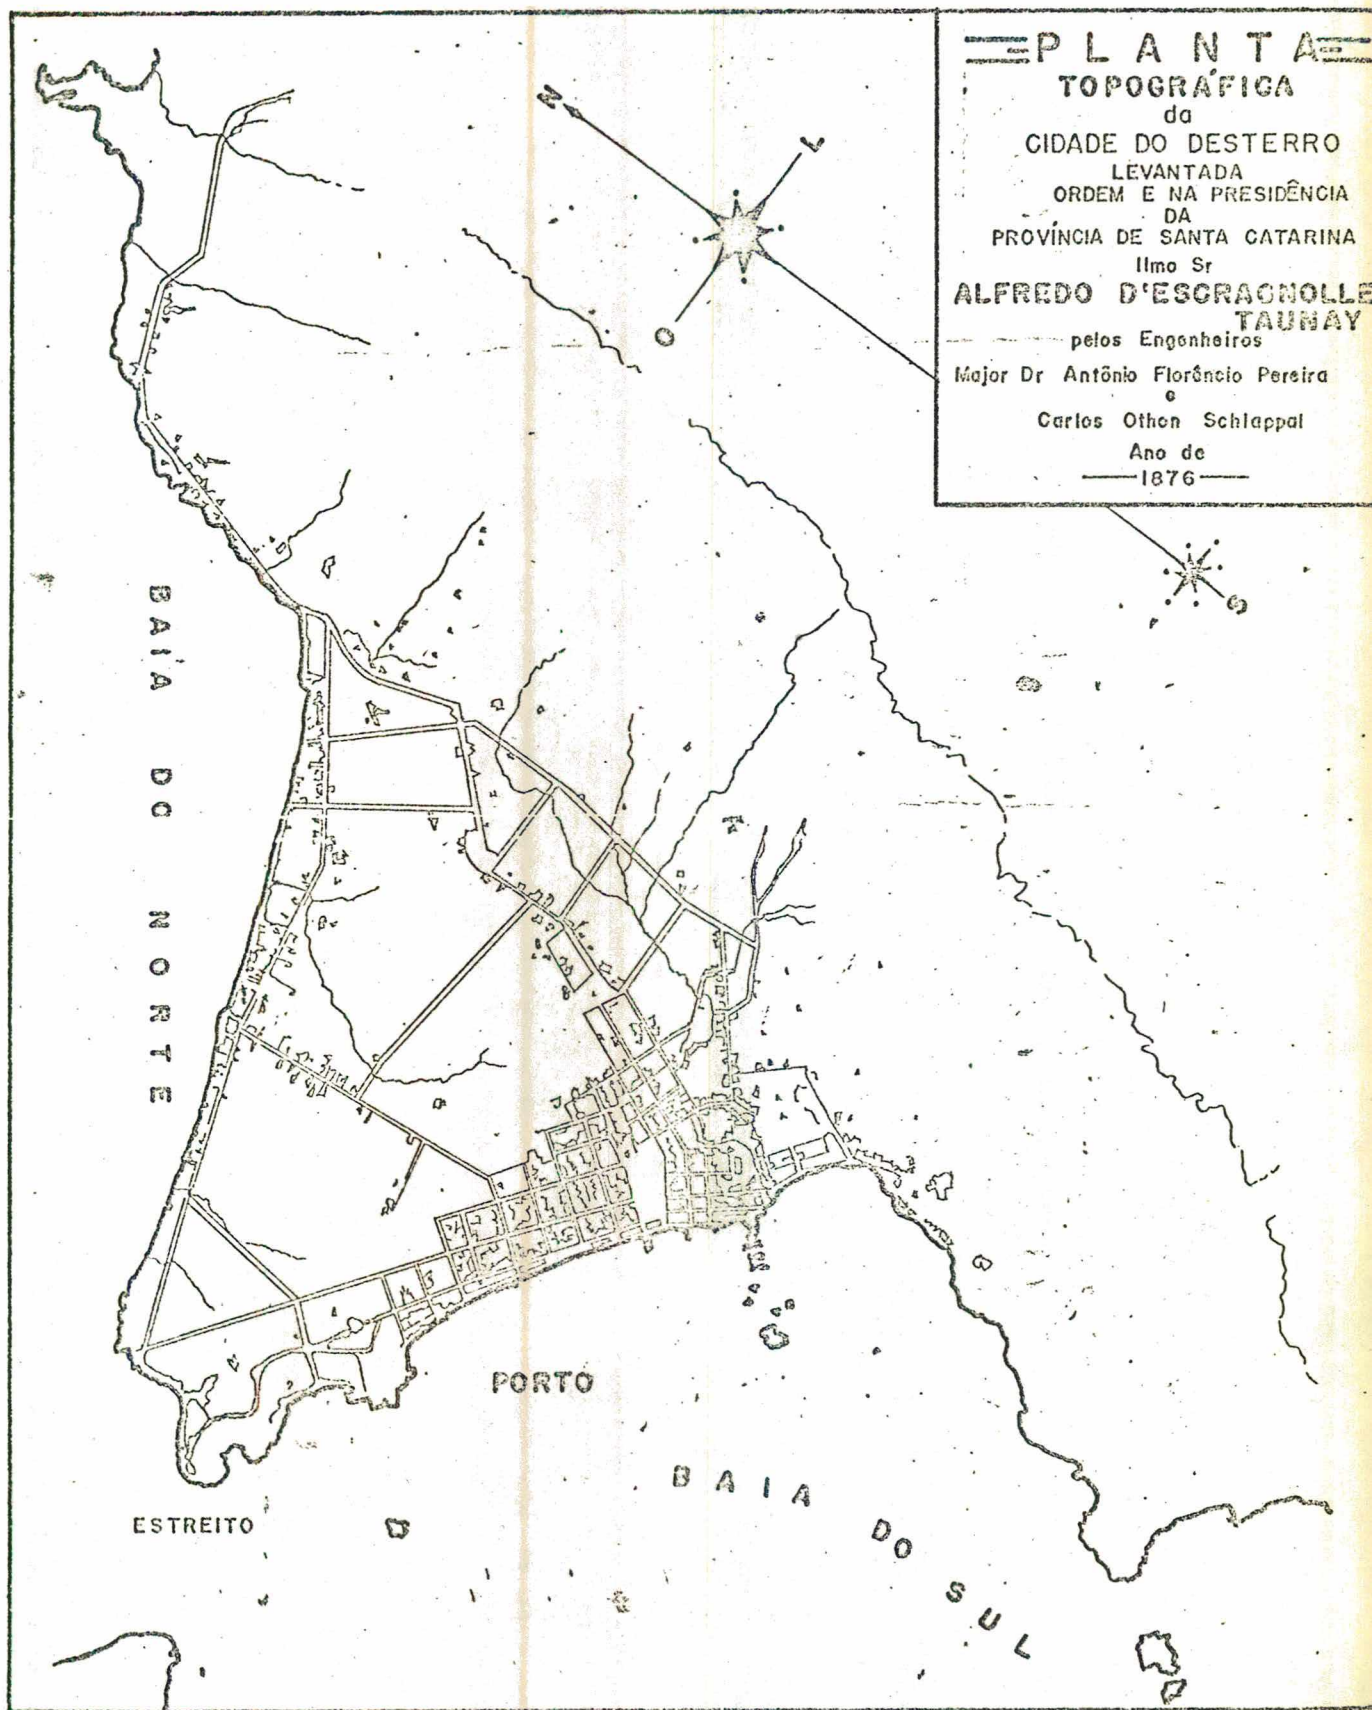 PLANTA
TOPOGRÁFICA
da
CIDADE DO DESTERRO
LEVANTADA
ORDEM E NA PRESIDÊNCIA
DA
PROVÍNCIA DE SANTA CATARINA
Ilmo Sr
ALFREDO D'ESCRAGNOLLE
TAUNAY
pelos Engenheiros
Major Dr Antônio Florêncio Pereira
e
Carlos Othon Schlappal
Ano de
1876
N
L
O
S
BAIA DO NORTE
PORTO
BAIA DO SUL
ESTREITO